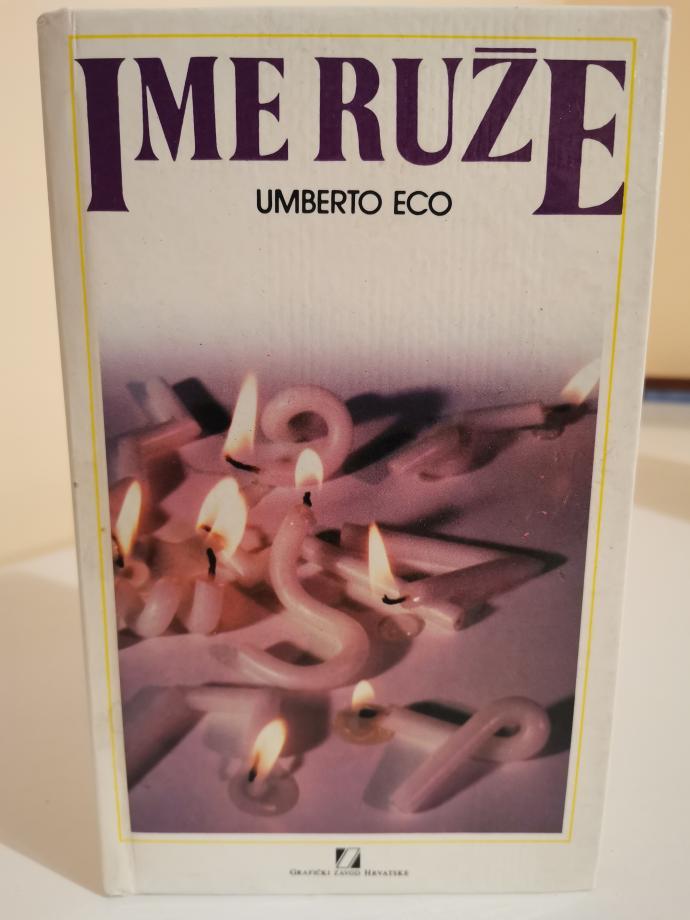 IME RUŽE
UMBERTO ECO
GRAFIČKI ZAVOD HRVATSKE